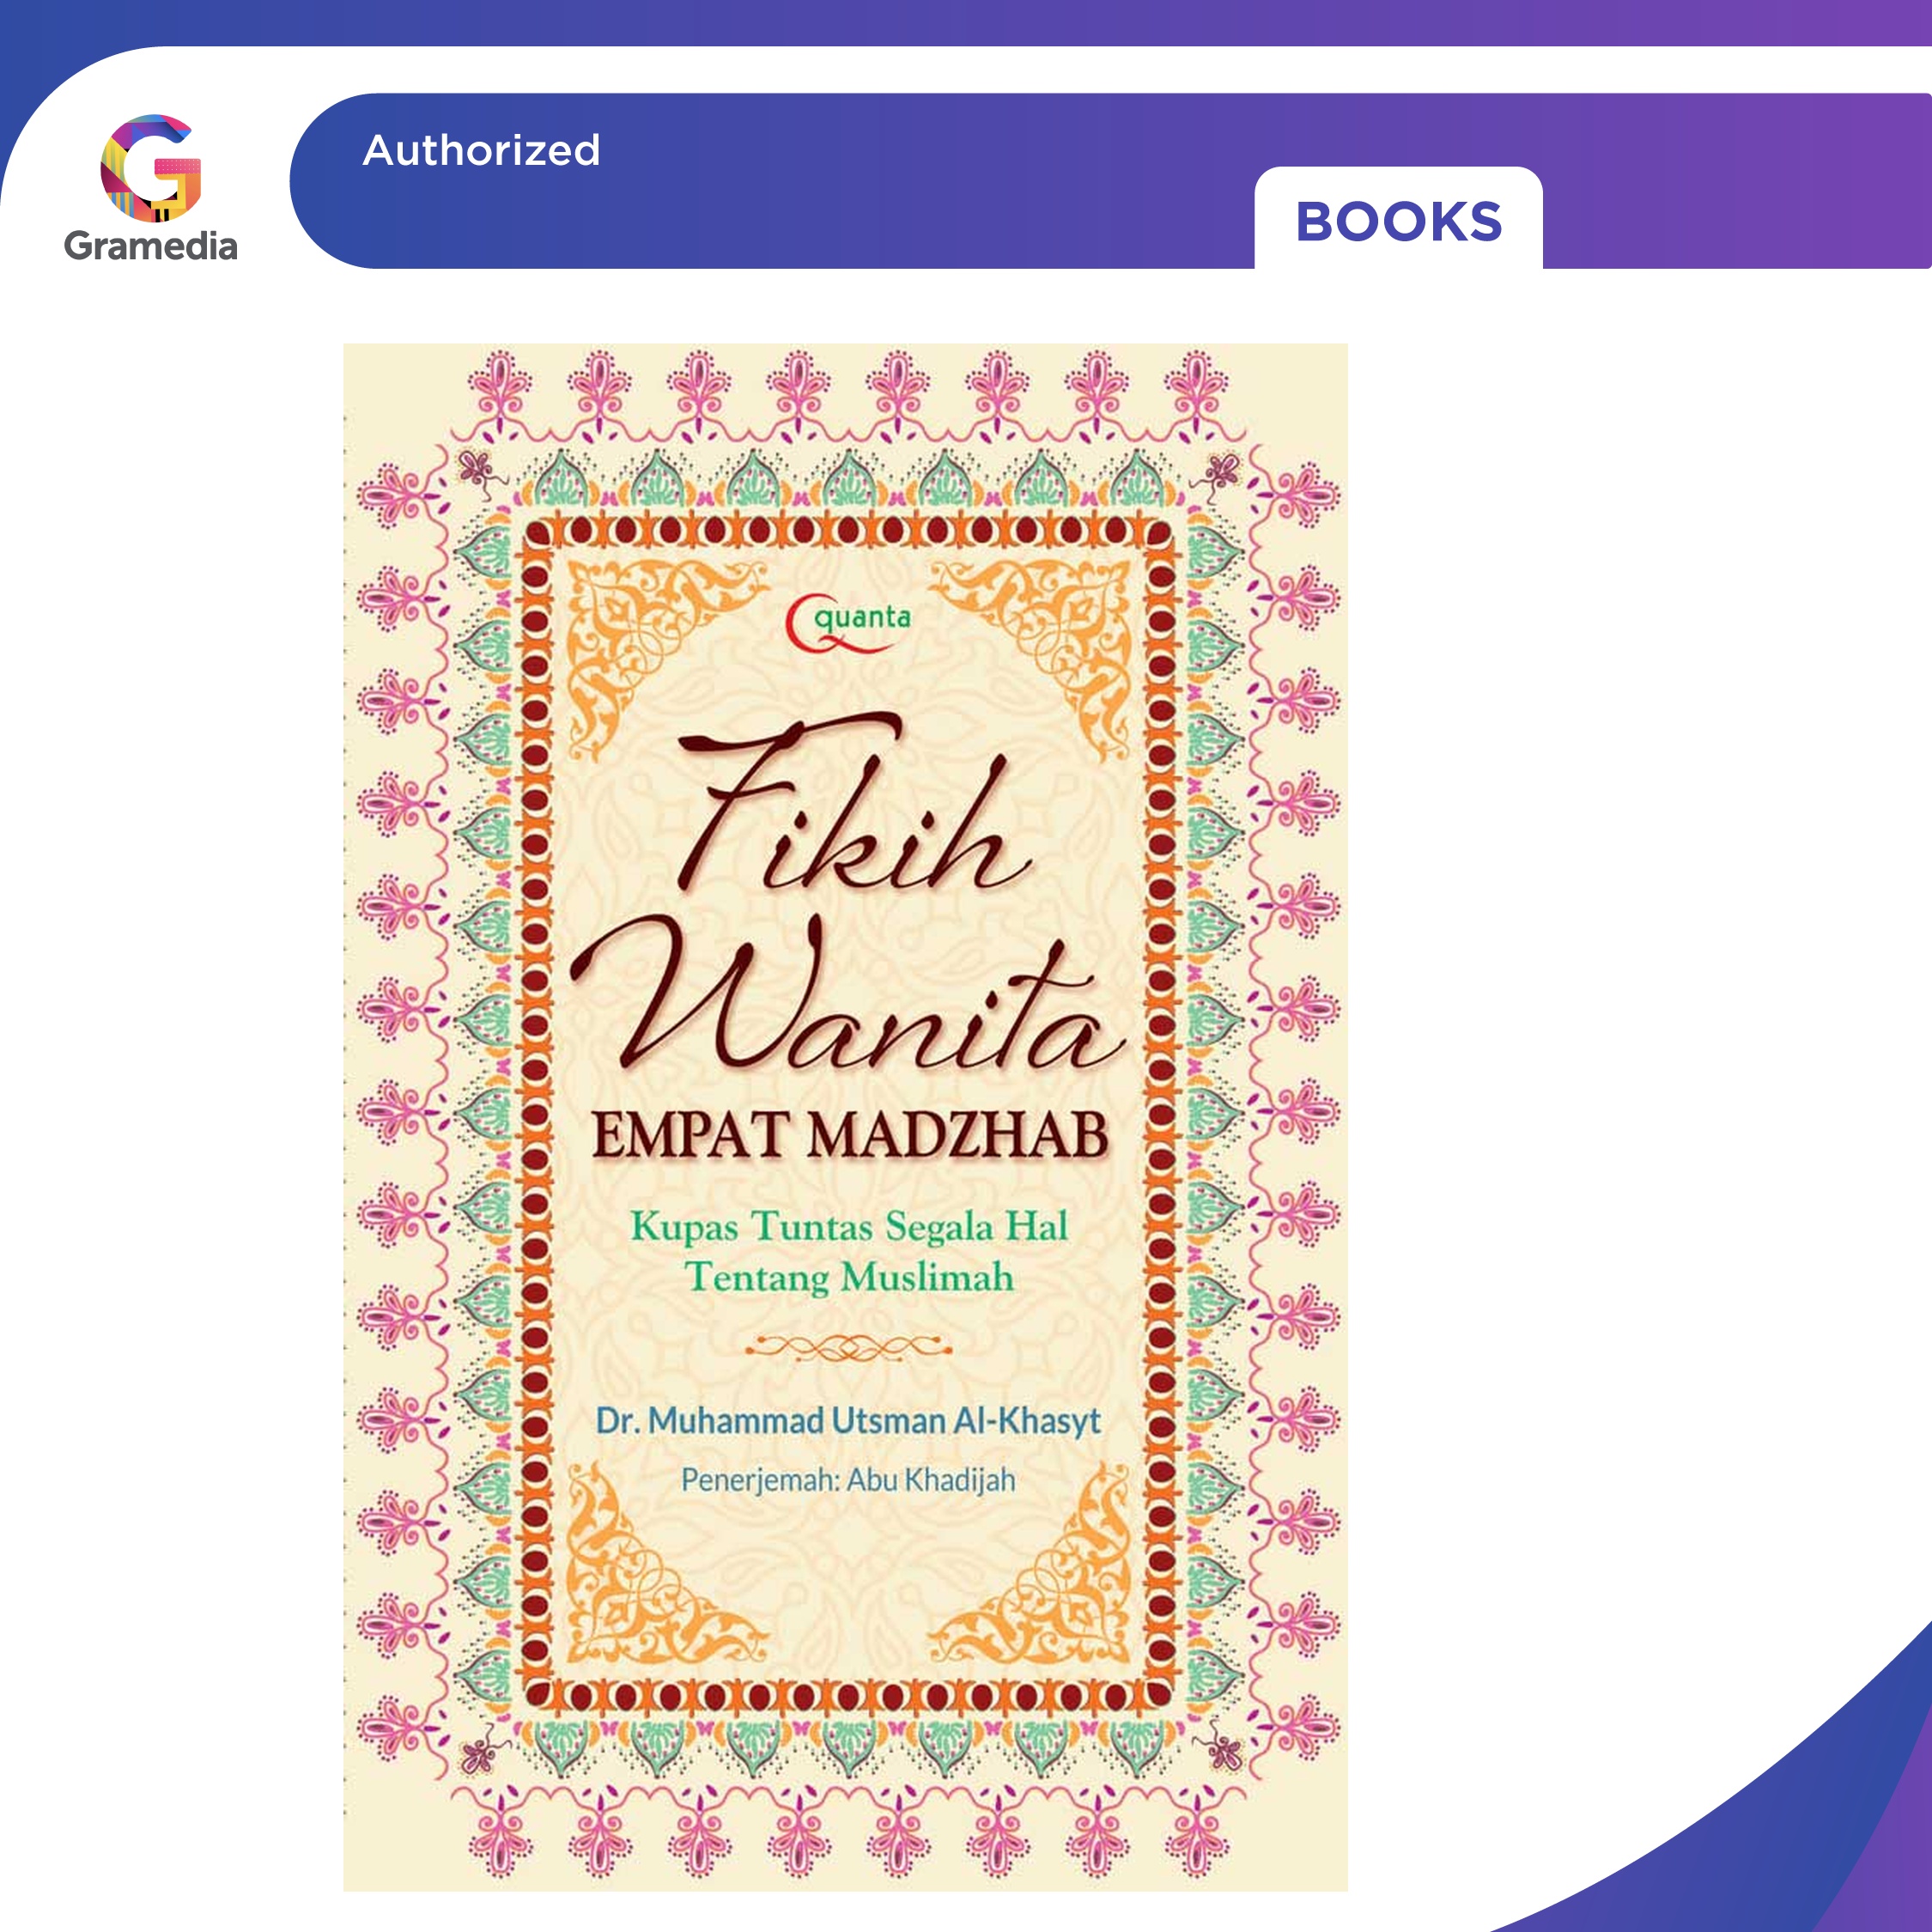 Gramedia
Authorized
BOOKS
quanta
Fikih
Wanita
EMPAT MADZHAB
Kupas Tuntas Segala Hal
Tentang Muslimah
Dr. Muhammad Utsman Al-Khasyt
Penerjemah: Abu Khadijah